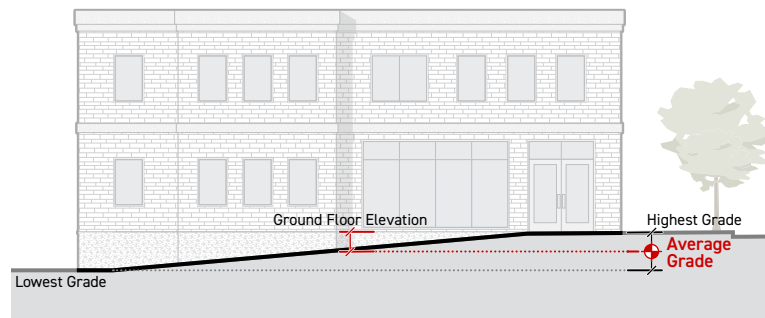 Ground Floor Elevation
Highest Grade
Average
Grade
Lowest Grade